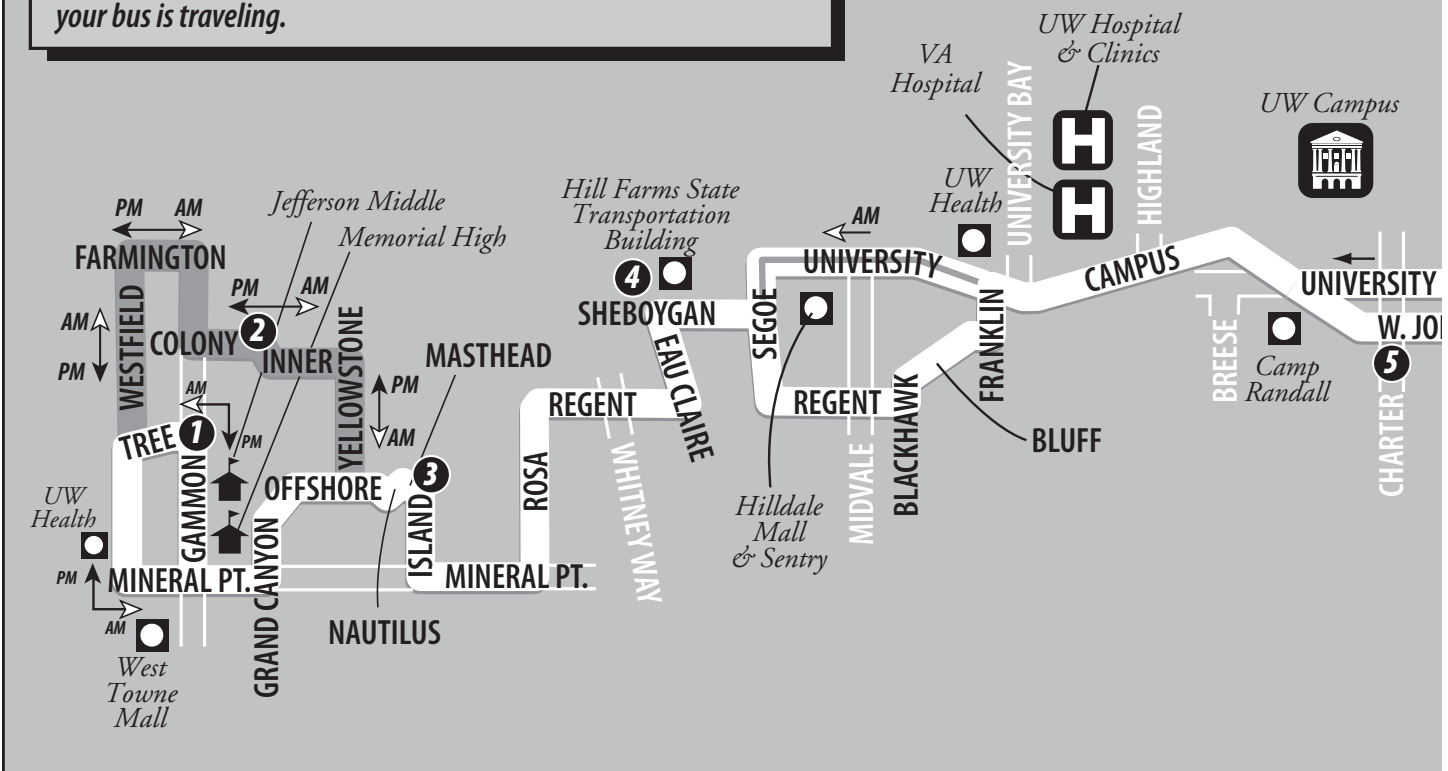 your bus is traveling.
UW Hospital
& Clinics
VA
Hospital
UNIVERSITY BAY
H
H
HIGHLAND
UW Campus
UW
Health
Hill Farms State
Transportation
Building
Jefferson Middle
Memorial High
PM AM
FARMINGTON
AM
PM
WESTFIELD
PM AM
COLONY
2
INNER
YELLOWSTONE
MASTHEAD
PM
AM
4
SHEBOYGAN
EAU CLAIRE
AM
UNIVERSITY
SEGOE
CAMPUS
FRANKLIN
UNIVERSITY
W. JO
5
CHARTER
BREESE
Camp
Randall
AM
PM
TREE
1
GAMMON
OFFSHORE
3
ISLAND
REGENT
ROSA
WHITNEY WAY
REGENT
MIDVALE
BLACKHAWK
BLUFF
Hilldale
Mall
& Sentry
UW
Health
PM
AM
MINERAL PT.
GRAND CANYON
MINERAL PT.
NAUTILUS
West
Towne
Mall